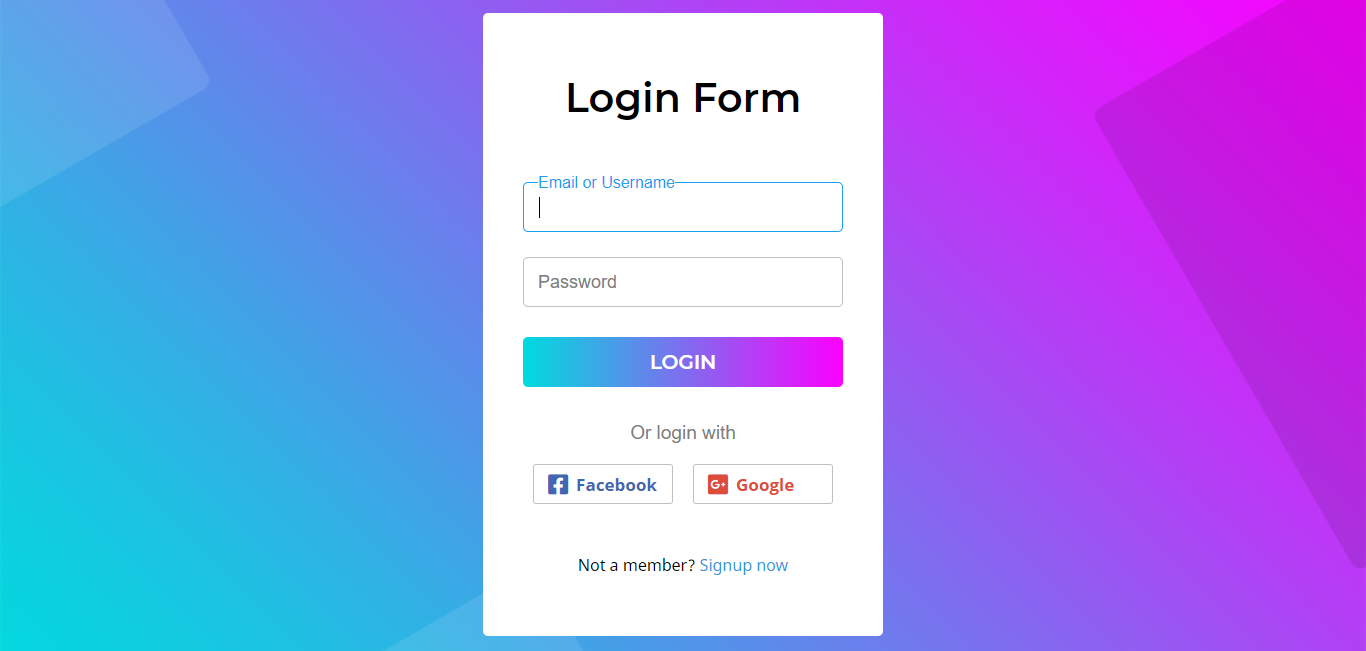 Login Form
Email or Username
Password
LOGIN
Or login with
Facebook
G+ Google
Not a member? Signup now